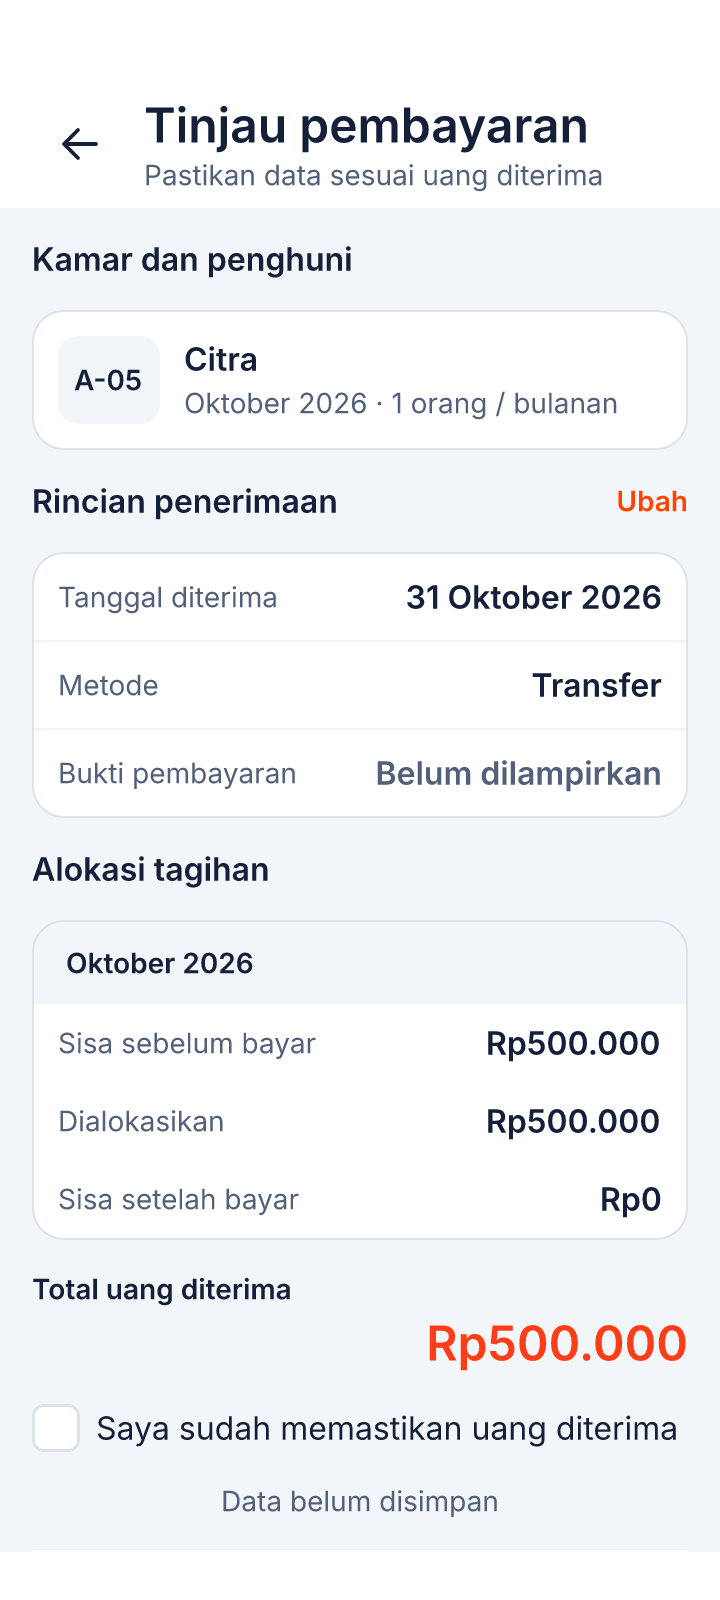 Tinjau pembayaran
Pastikan data sesuai uang diterima
Kamar dan penghuni
A-05
Citra
Oktober 2026 · 1 orang / bulanan
Rincian penerimaan
Ubah
Tanggal diterima
31 Oktober 2026
Metode
Transfer
Bukti pembayaran
Belum dilampirkan
Alokasi tagihan
Oktober 2026
Sisa sebelum bayar
Rp500.000
Dialokasikan
Rp500.000
Sisa setelah bayar
Rp0
Total uang diterima
Rp500.000
Saya sudah memastikan uang diterima
Data belum disimpan